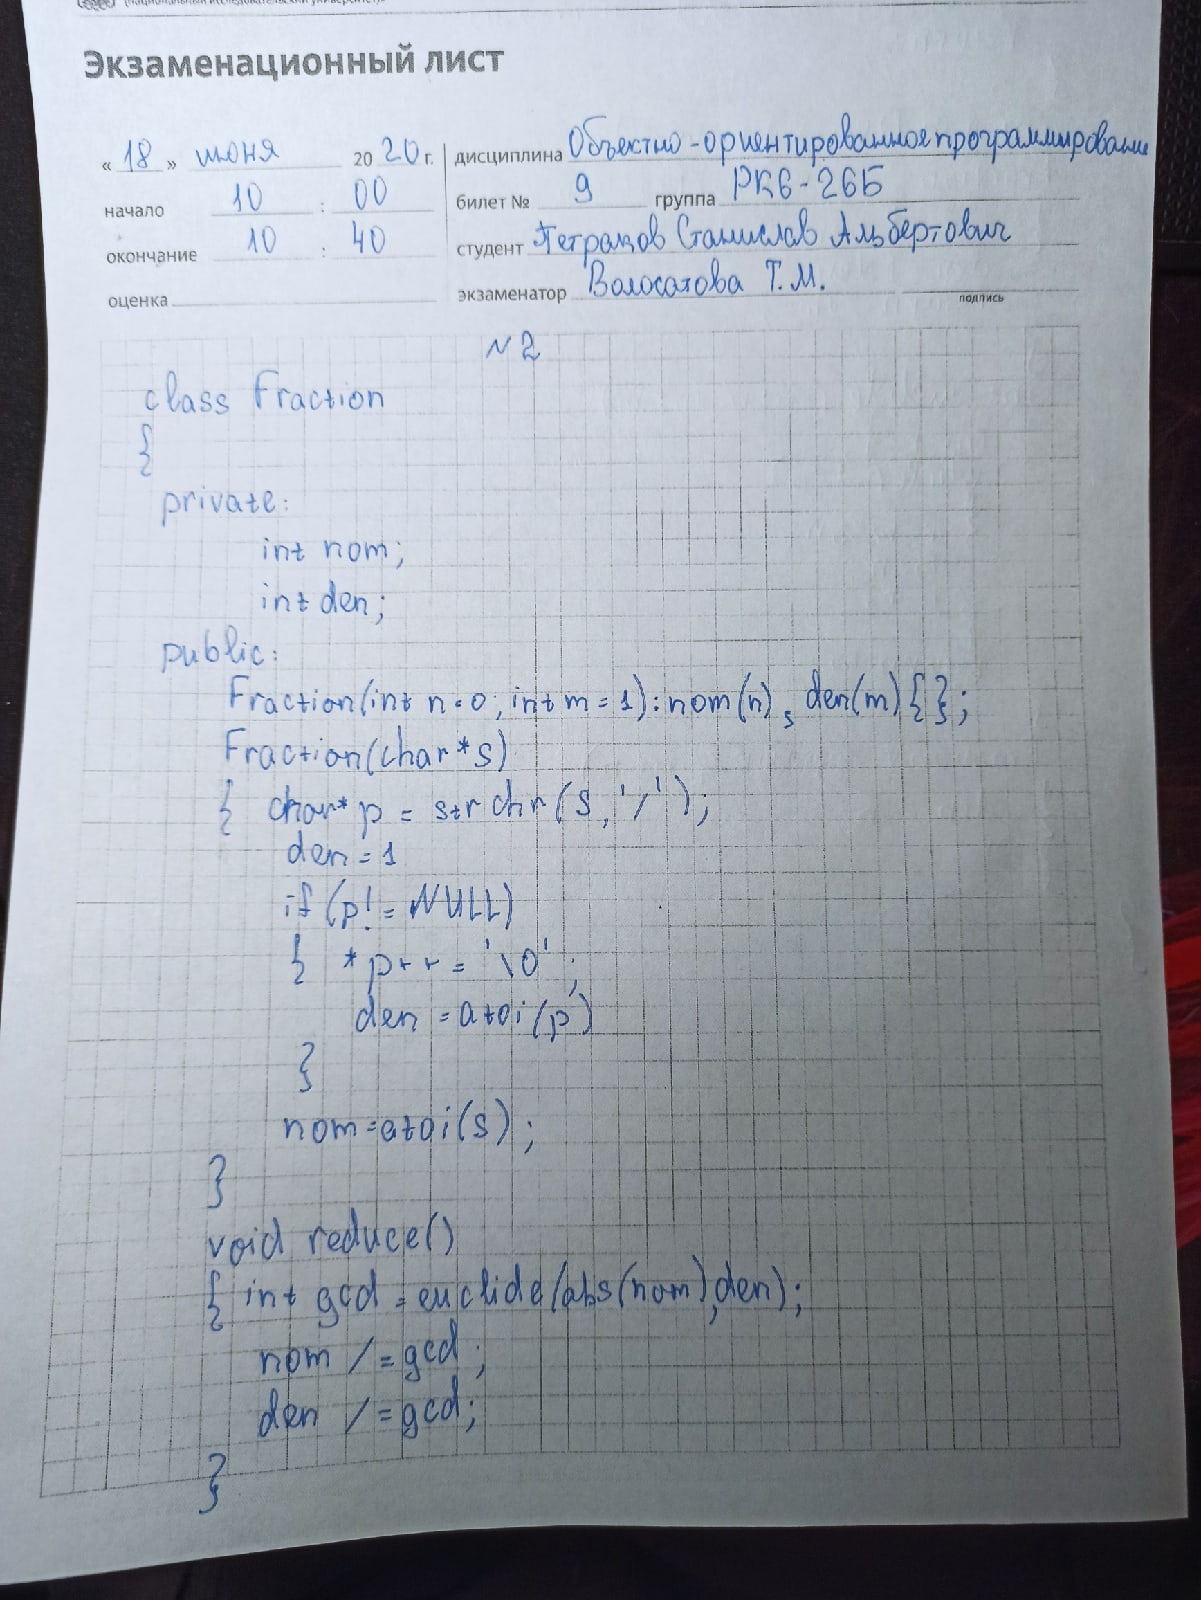 Экзаменационный лист
« 18 » июня 20 20 г. дисциплина Объектно-ориентированное программирование
начало 10 : 00 билет № 9 группа РК6-26Б
окончание 10 : 40 студент Петраков Станислав Альбертович
оценка экзаменатор Волосатова Т.М.
подпись
N2
class Fraction
{
private:
int nom;
int den;
public:
Fraction(int n=0, int m=1):nom(n), den(m){};
Fraction(char*s)
{ char* p = strchr(s,'/');
den=1
if (p!=NULL)
{ *p++ = '\0';
den = atoi(p)
}
nom=atoi(s);
}
void reduce()
{ int gcd = euclide(abs(nom),den);
nom /=gcd;
den /=gcd;
}